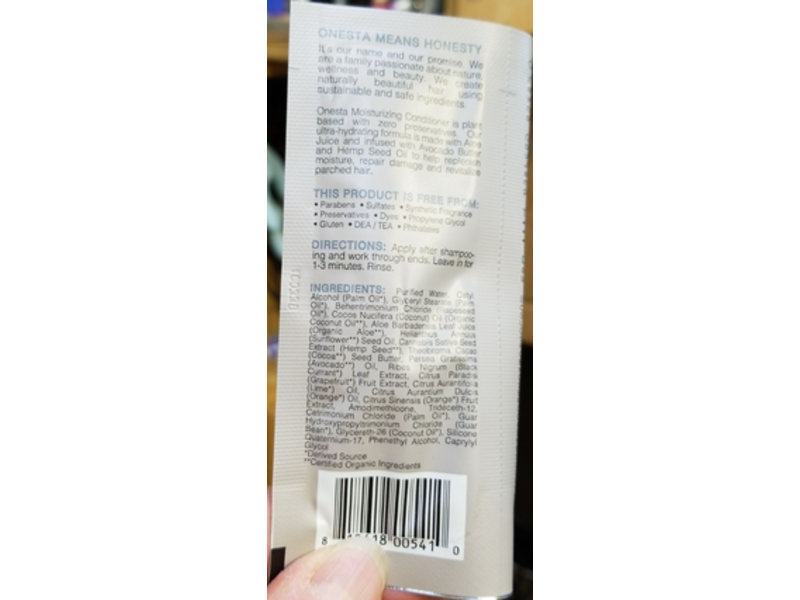 ONESTA MEANS HONESTY
It's our name and our promise. We
are a family passionate about nature,
wellness and beauty. We create
naturally beautiful hair using
sustainable and safe ingredients.
Onesta Moisturizing Conditioner is plant
based with zero preservatives. Our
ultra-hydrating formula is made with Aloe
Juice and infused with Avocado Butter
and Hemp Seed Oil to help replenish
moisture, repair damage and revitalize
parched hair.
THIS PRODUCT IS FREE FROM:
• Parabens • Sulfates • Synthetic Fragrance
• Preservatives • Dyes • Propylene Glycol
• Gluten • DEA / TEA • Phthalates
DIRECTIONS: Apply after shampoo-
ing and work through ends. Leave in for
1-3 minutes. Rinse.
INGREDIENTS: Purified Water, Cetyl
Alcohol (Palm Oil*), Glyceryl Stearate (Palm
Oil*), Behentrimonium Chloride (Rapeseed
Oil*), Cocos Nucifera (Coconut) Oil (Organic
Coconut Oil**), Aloe Barbadensis Leaf Juice
(Organic Aloe**), Helianthus Annuus
(Sunflower**) Seed Oil, Cannabis Sativa Seed
Extract (Hemp Seed**), Theobroma Cacao
(Cocoa**) Seed Butter, Persea Gratissima
(Avocado**) Oil, Ribes Nigrum (Black
Currant*) Leaf Extract, Citrus Paradisi
(Grapefruit*) Fruit Extract, Citrus Aurantifolia
(Lime*) Oil, Citrus Aurantium Dulcis
(Orange*) Oil, Citrus Sinensis (Orange*) Fruit
Extract, Amodimethicone, Trideceth-12,
Cetrimonium Chloride (Palm Oil*), Guar
Hydroxypropyltrimonium Chloride (Guar
Bean*), Glycereth-26 (Coconut Oil*), Silicone
Quaternium-17, Phenethyl Alcohol, Caprylyl
Glycol
*Derived Source
**Certified Organic Ingredients
8 00541 0